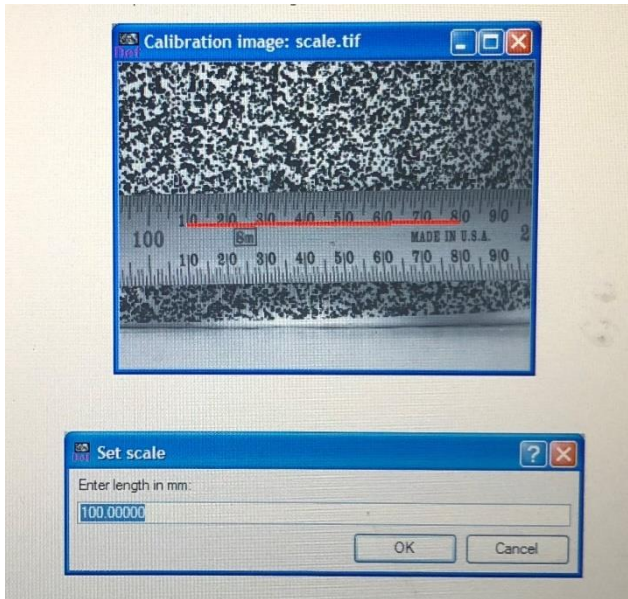 Calibration image: scale.tif
10 20 30 40 50 60 70 80 90
100 8m MADE IN U.S.A. 2
10 20 30 40 50 60 70 80 90
Set scale
Enter length in mm:
100.00000
OK Cancel